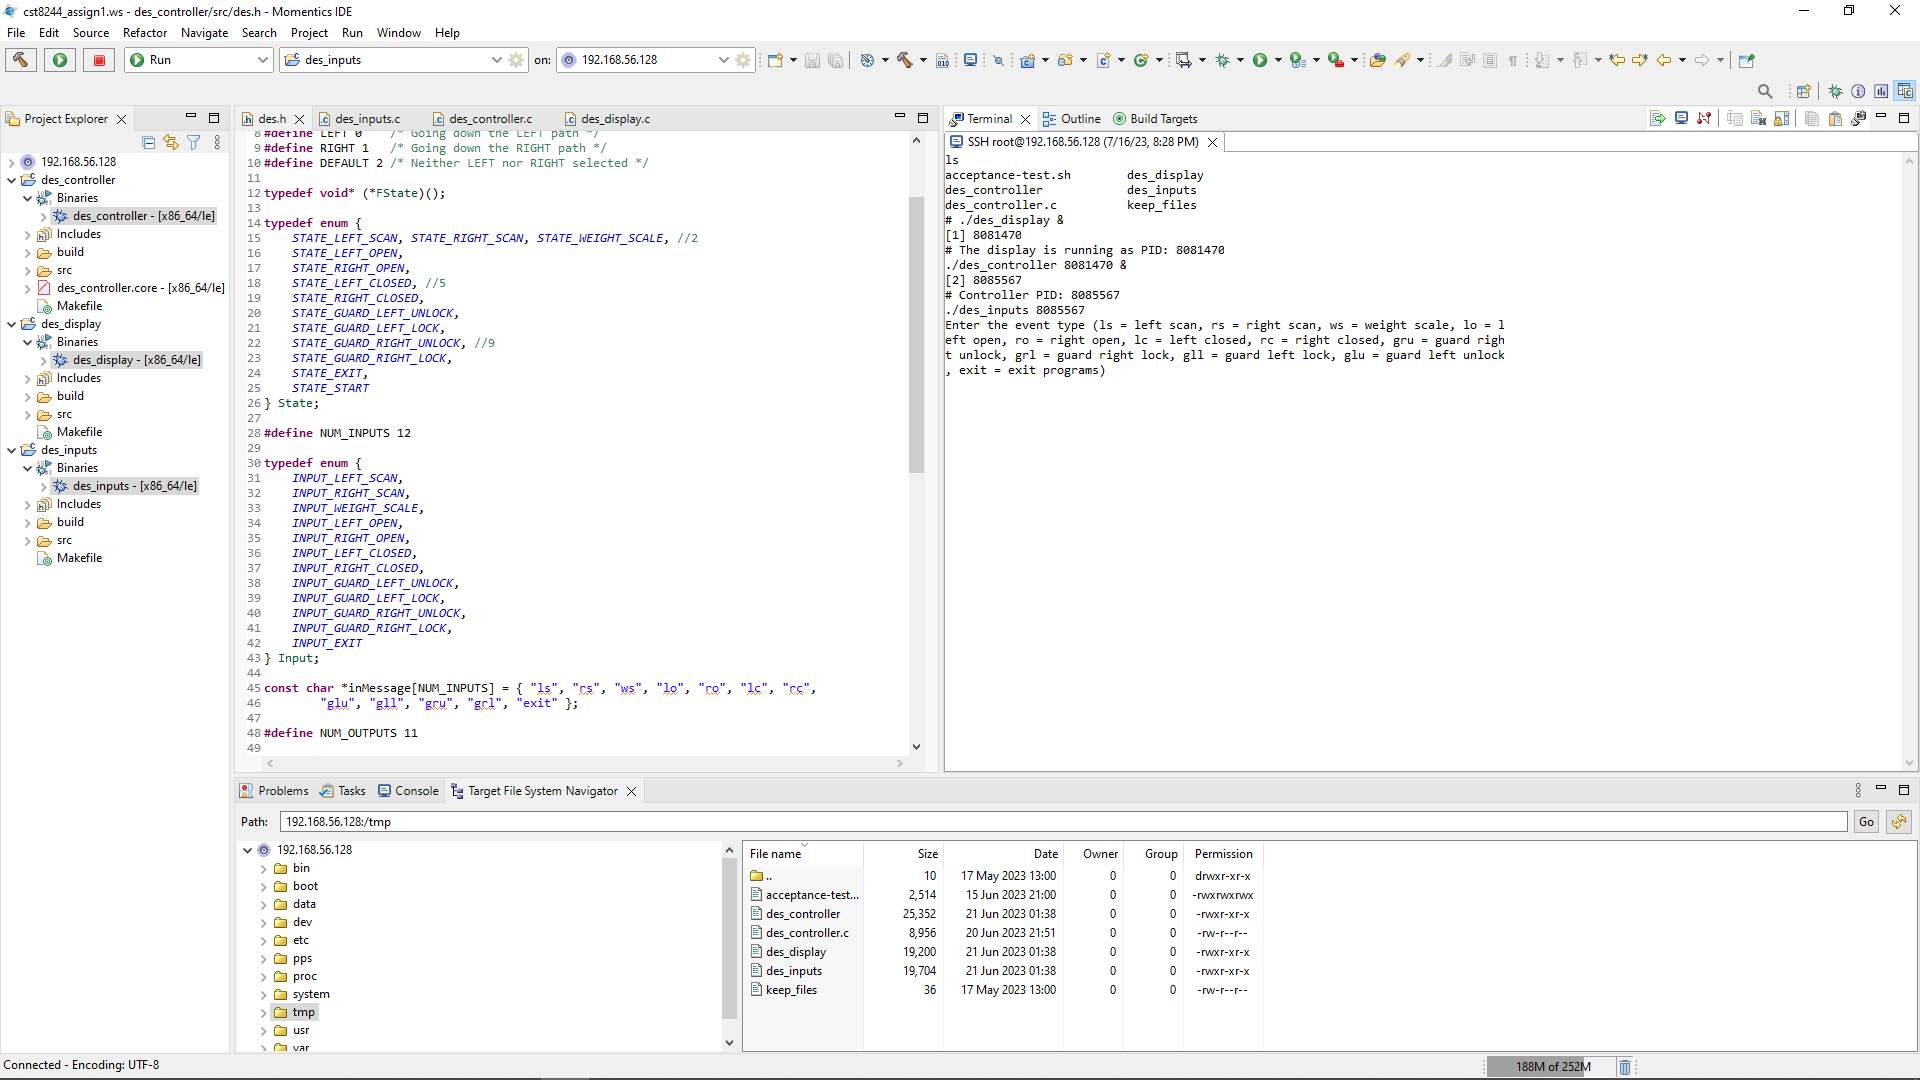 cst8244_assign1.ws - des_controller/src/des.h - Momentics IDE
File Edit Source Refactor Navigate Search Project Run Window Help
Run des_inputs on: 192.168.56.128
Project Explorer
192.168.56.128
des_controller
Binaries
des_controller - [x86_64/le]
Includes
build
src
des_controller.core - [x86_64/le]
Makefile
des_display
Binaries
des_display - [x86_64/le]
Includes
build
src
Makefile
des_inputs
Binaries
des_inputs - [x86_64/le]
Includes
build
src
Makefile
des.h des_inputs.c des_controller.c des_display.c
8 #define LEFT 0    /* Going down the LEFT path */
9 #define RIGHT 1   /* Going down the RIGHT path */
10 #define DEFAULT 2 /* Neither LEFT nor RIGHT selected */
11
12 typedef void* (*FState)();
13
14 typedef enum {
15     STATE_LEFT_SCAN, STATE_RIGHT_SCAN, STATE_WEIGHT_SCALE, //2
16     STATE_LEFT_OPEN,
17     STATE_RIGHT_OPEN,
18     STATE_LEFT_CLOSED, //5
19     STATE_RIGHT_CLOSED,
20     STATE_GUARD_LEFT_UNLOCK,
21     STATE_GUARD_LEFT_LOCK,
22     STATE_GUARD_RIGHT_UNLOCK, //9
23     STATE_GUARD_RIGHT_LOCK,
24     STATE_EXIT,
25     STATE_START
26 } State;
27
28 #define NUM_INPUTS 12
29
30 typedef enum {
31     INPUT_LEFT_SCAN,
32     INPUT_RIGHT_SCAN,
33     INPUT_WEIGHT_SCALE,
34     INPUT_LEFT_OPEN,
35     INPUT_RIGHT_OPEN,
36     INPUT_LEFT_CLOSED,
37     INPUT_RIGHT_CLOSED,
38     INPUT_GUARD_LEFT_UNLOCK,
39     INPUT_GUARD_LEFT_LOCK,
40     INPUT_GUARD_RIGHT_UNLOCK,
41     INPUT_GUARD_RIGHT_LOCK,
42     INPUT_EXIT
43 } Input;
44
45 const char *inMessage[NUM_INPUTS] = { "ls", "rs", "ws", "lo", "ro", "lc", "rc",
46         "glu", "gll", "gru", "grl", "exit" };
47
48 #define NUM_OUTPUTS 11
49
Terminal Outline Build Targets
SSH root@192.168.56.128 (7/16/23, 8:28 PM)
ls
acceptance-test.sh        des_display
des_controller            des_inputs
des_controller.c          keep_files
# ./des_display &
[1] 8081470
# The display is running as PID: 8081470
./des_controller 8081470 &
[2] 8085567
# Controller PID: 8085567
./des_inputs 8085567
Enter the event type (ls = left scan, rs = right scan, ws = weight scale, lo = l
eft open, ro = right open, lc = left closed, rc = right closed, gru = guard righ
t unlock, grl = guard right lock, gll = guard left lock, glu = guard left unlock
, exit = exit programs)
Problems Tasks Console Target File System Navigator
Path: 192.168.56.128:/tmp Go
192.168.56.128
bin
boot
data
dev
etc
pps
proc
system
tmp
usr
var
File name Size Date Owner Group Permission
.. 10 17 May 2023 13:00 0 0 drwxr-xr-x
acceptance-test... 2,514 15 Jun 2023 21:00 0 0 -rwxrwxrwx
des_controller 25,352 21 Jun 2023 01:38 0 0 -rwxr-xr-x
des_controller.c 8,956 20 Jun 2023 21:51 0 0 -rw-r--r--
des_display 19,200 21 Jun 2023 01:38 0 0 -rwxr-xr-x
des_inputs 19,704 21 Jun 2023 01:38 0 0 -rwxr-xr-x
keep_files 36 17 May 2023 13:00 0 0 -rw-r--r--
Connected - Encoding: UTF-8 188M of 252M